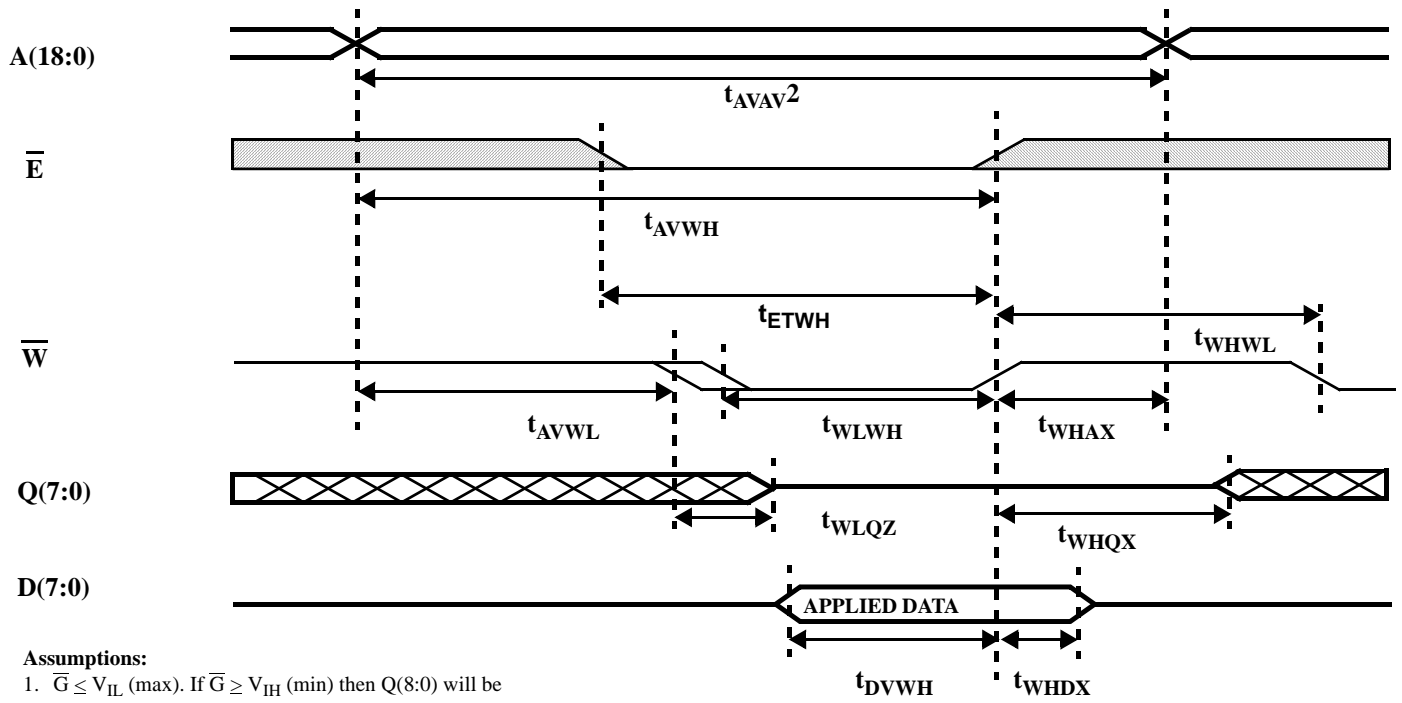 A(18:0)
tAVAV2
E
tAVWH
tETWH
W
tWHWL
tAVWL
tWLWH
tWHAX
Q(7:0)
tWLQZ
tWHQX
D(7:0)
APPLIED DATA
tDVWH
tWHDX
Assumptions:
1. G ≤ VIL (max). If G ≥ VIH (min) then Q(8:0) will be